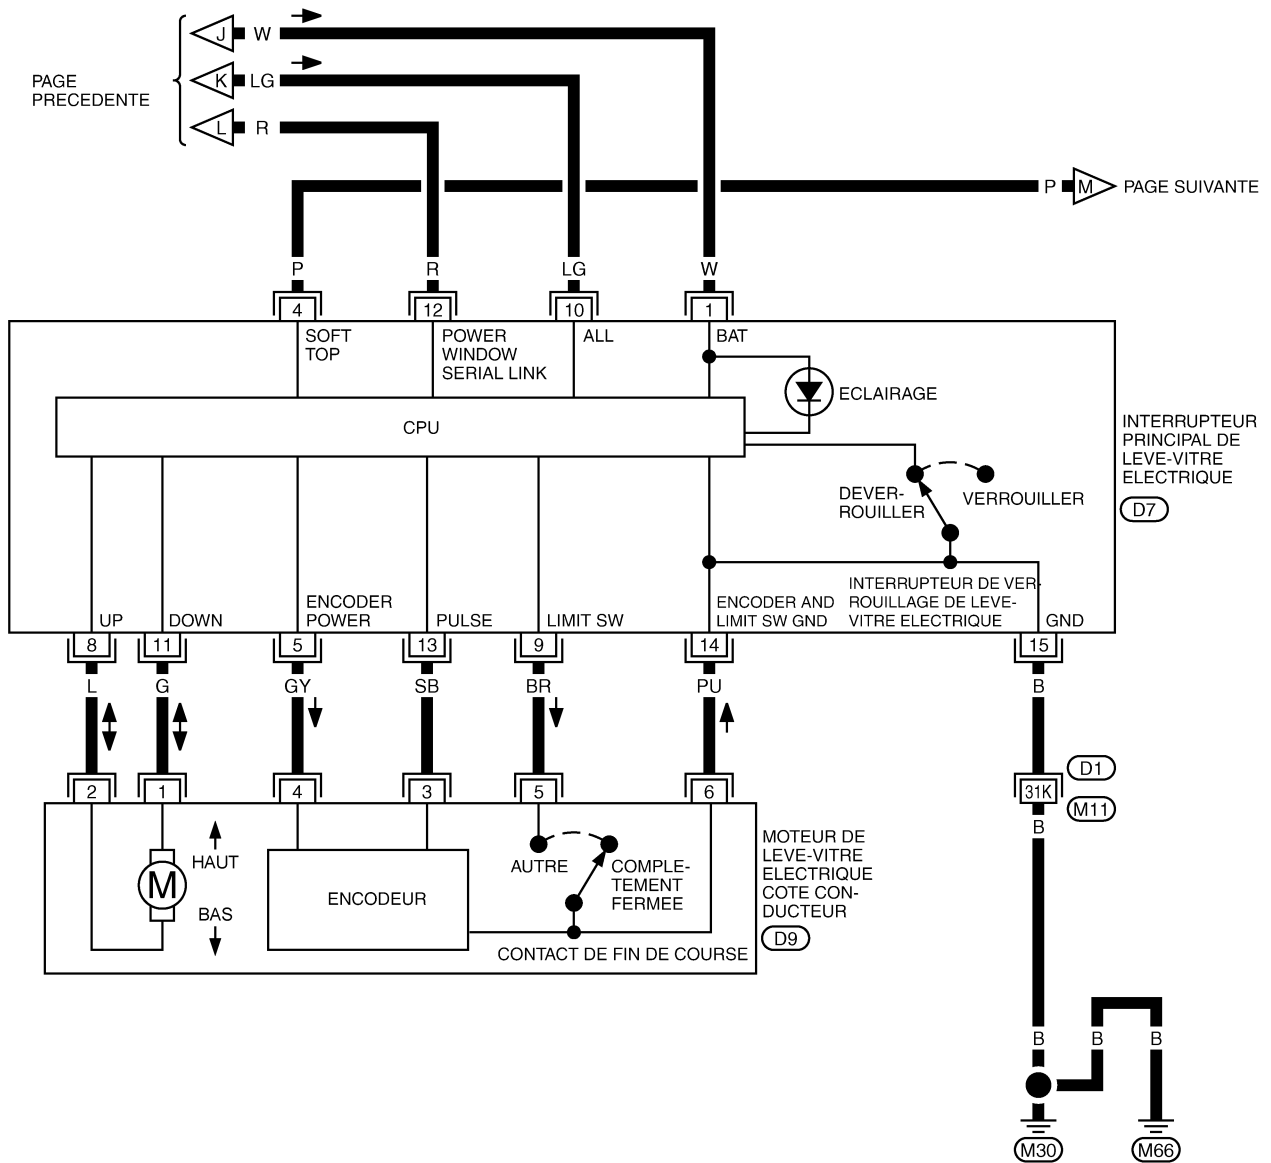 J W
PAGE
PRECEDENTE
K LG
L R
P M PAGE SUIVANTE
P R LG W
4 12 10 1
SOFT
TOP
POWER
WINDOW
SERIAL LINK
ALL
BAT
ECLAIRAGE
CPU
INTERRUPTEUR
PRINCIPAL DE
LEVE-VITRE
ELECTRIQUE
D7
DEVER-
ROUILLER
VERROUILLER
UP
DOWN
ENCODER
POWER
PULSE
LIMIT SW
ENCODER AND
LIMIT SW GND
INTERRUPTEUR DE VER-
ROUILLAGE DE LEVE-
VITRE ELECTRIQUE
GND
8 11 5 13 9 14 15
L G GY SB BR PU B
D1
2 1 4 3 5 6 31K
M11
B
HAUT
M
BAS
ENCODEUR
AUTRE
COMPLE-
TEMENT
FERMEE
CONTACT DE FIN DE COURSE
MOTEUR DE
LEVE-VITRE
ELECTRIQUE
COTE CON-
DUCTEUR
D9
B B B
M30 M66